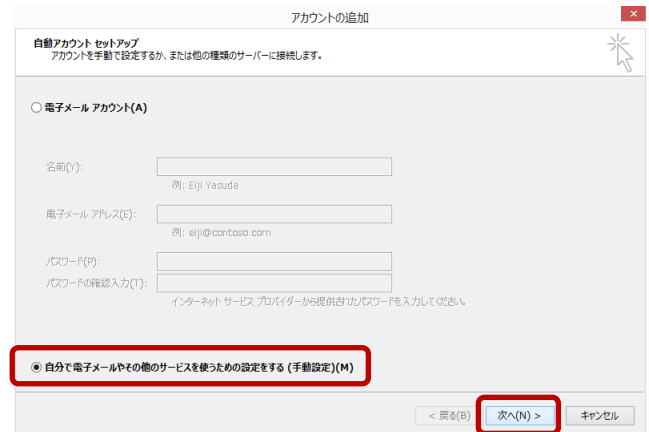 アカウントの追加
自動アカウント セットアップ
アカウントを手動で設定するか、または他の種類のサーバーに接続します。
電子メール アカウント(A)
名前(Y):
例: Eiji Yasuda
電子メール アドレス(E):
例: eiji@contoso.com
パスワード(P):
パスワードの確認入力(T):
インターネット サービス プロバイダーから提供されたパスワードを入力してください。
自分で電子メールやその他のサービスを使うための設定をする (手動設定)(M)
< 戻る(B)
次へ(N) >
キャンセル